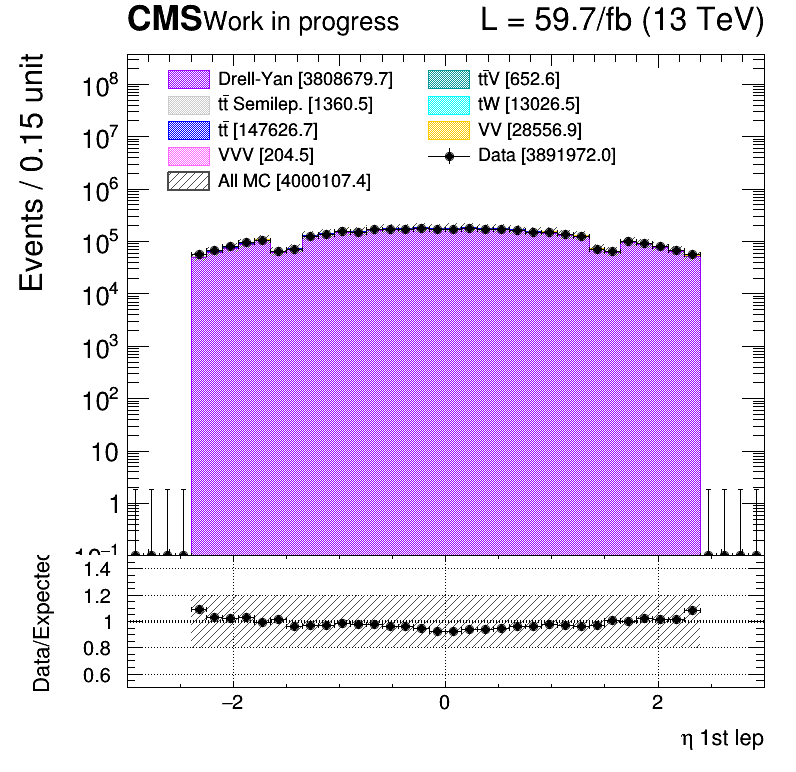 CMS Work in progress L = 59.7/fb (13 TeV)
Events / 0.15 unit
Drell-Yan [3808679.7] tt̄V [652.6]
tt̄ Semilep. [1360.5] tW [13026.5]
tt̄ [147626.7] VV [28556.9]
VVV [204.5] Data [3891972.0]
All MC [4000107.4]
10⁸
10⁷
10⁶
10⁵
10⁴
10³
10²
10
1
10⁻¹
Data/Expected
1.4
1.2
1
0.8
0.6
−2 0 2
η 1st lep